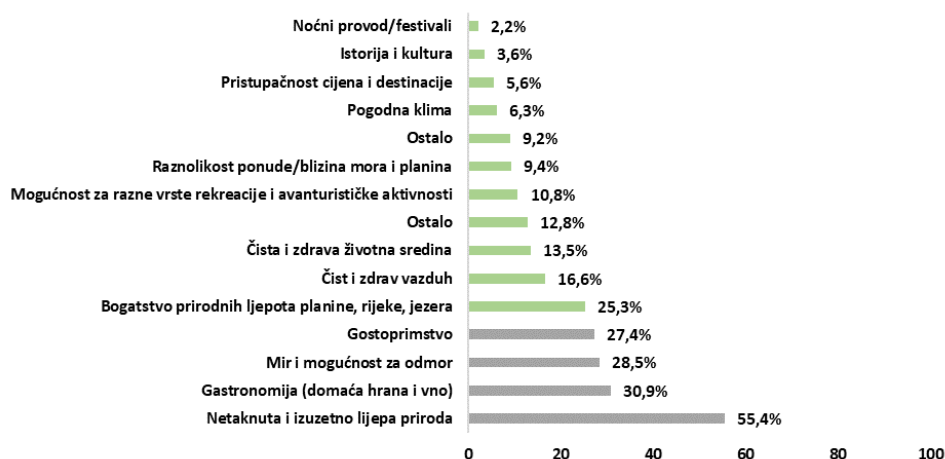 Noćni provod/festivali 2,2%
Istorija i kultura 3,6%
Pristupačnost cijena i destinacije 5,6%
Pogodna klima 6,3%
Ostalo 9,2%
Raznolikost ponude/blizina mora i planina 9,4%
Mogućnost za razne vrste rekreacije i avanturističke aktivnosti 10,8%
Ostalo 12,8%
Čista i zdrava životna sredina 13,5%
Čist i zdrav vazduh 16,6%
Bogatstvo prirodnih ljepota planine, rijeke, jezera 25,3%
Gostoprimstvo 27,4%
Mir i mogućnost za odmor 28,5%
Gastronomija (domaća hrana i vno) 30,9%
Netaknuta i izuzetno lijepa priroda 55,4%
0 20 40 60 80 100